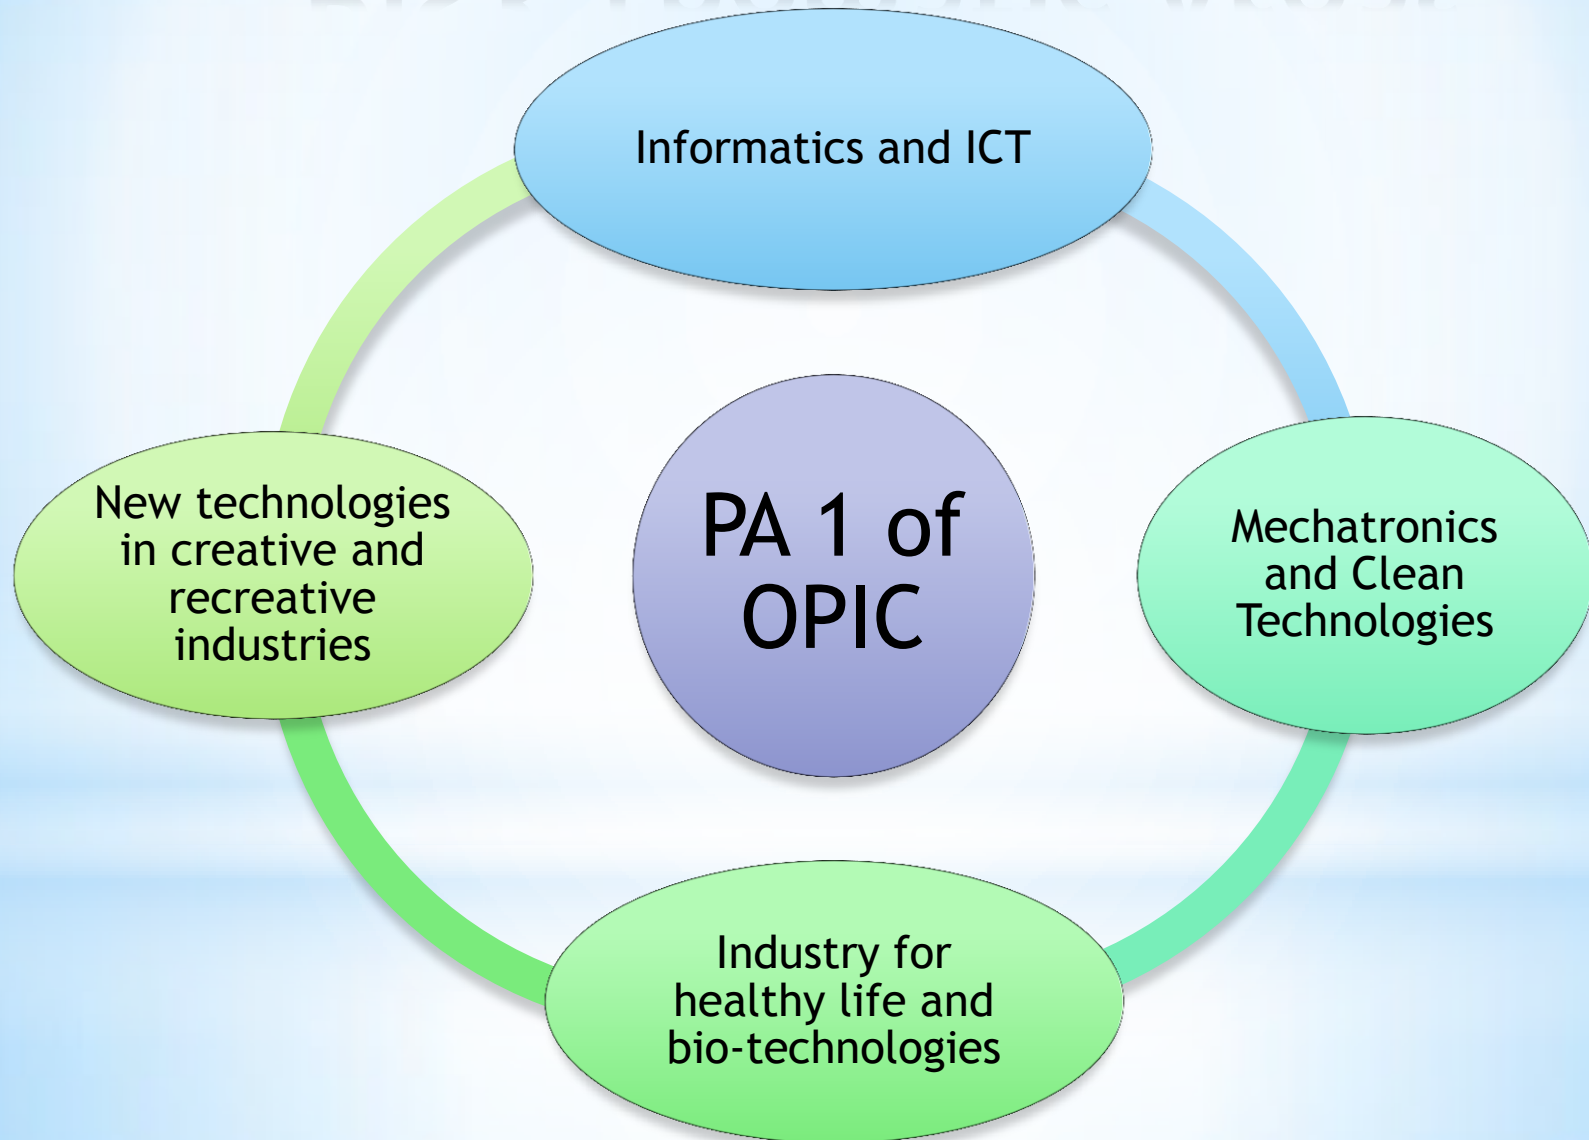 Informatics and ICT
New technologies
in creative and
recreative
industries
PA 1 of
OPIC
Mechatronics
and Clean
Technologies
Industry for
healthy life and
bio-technologies